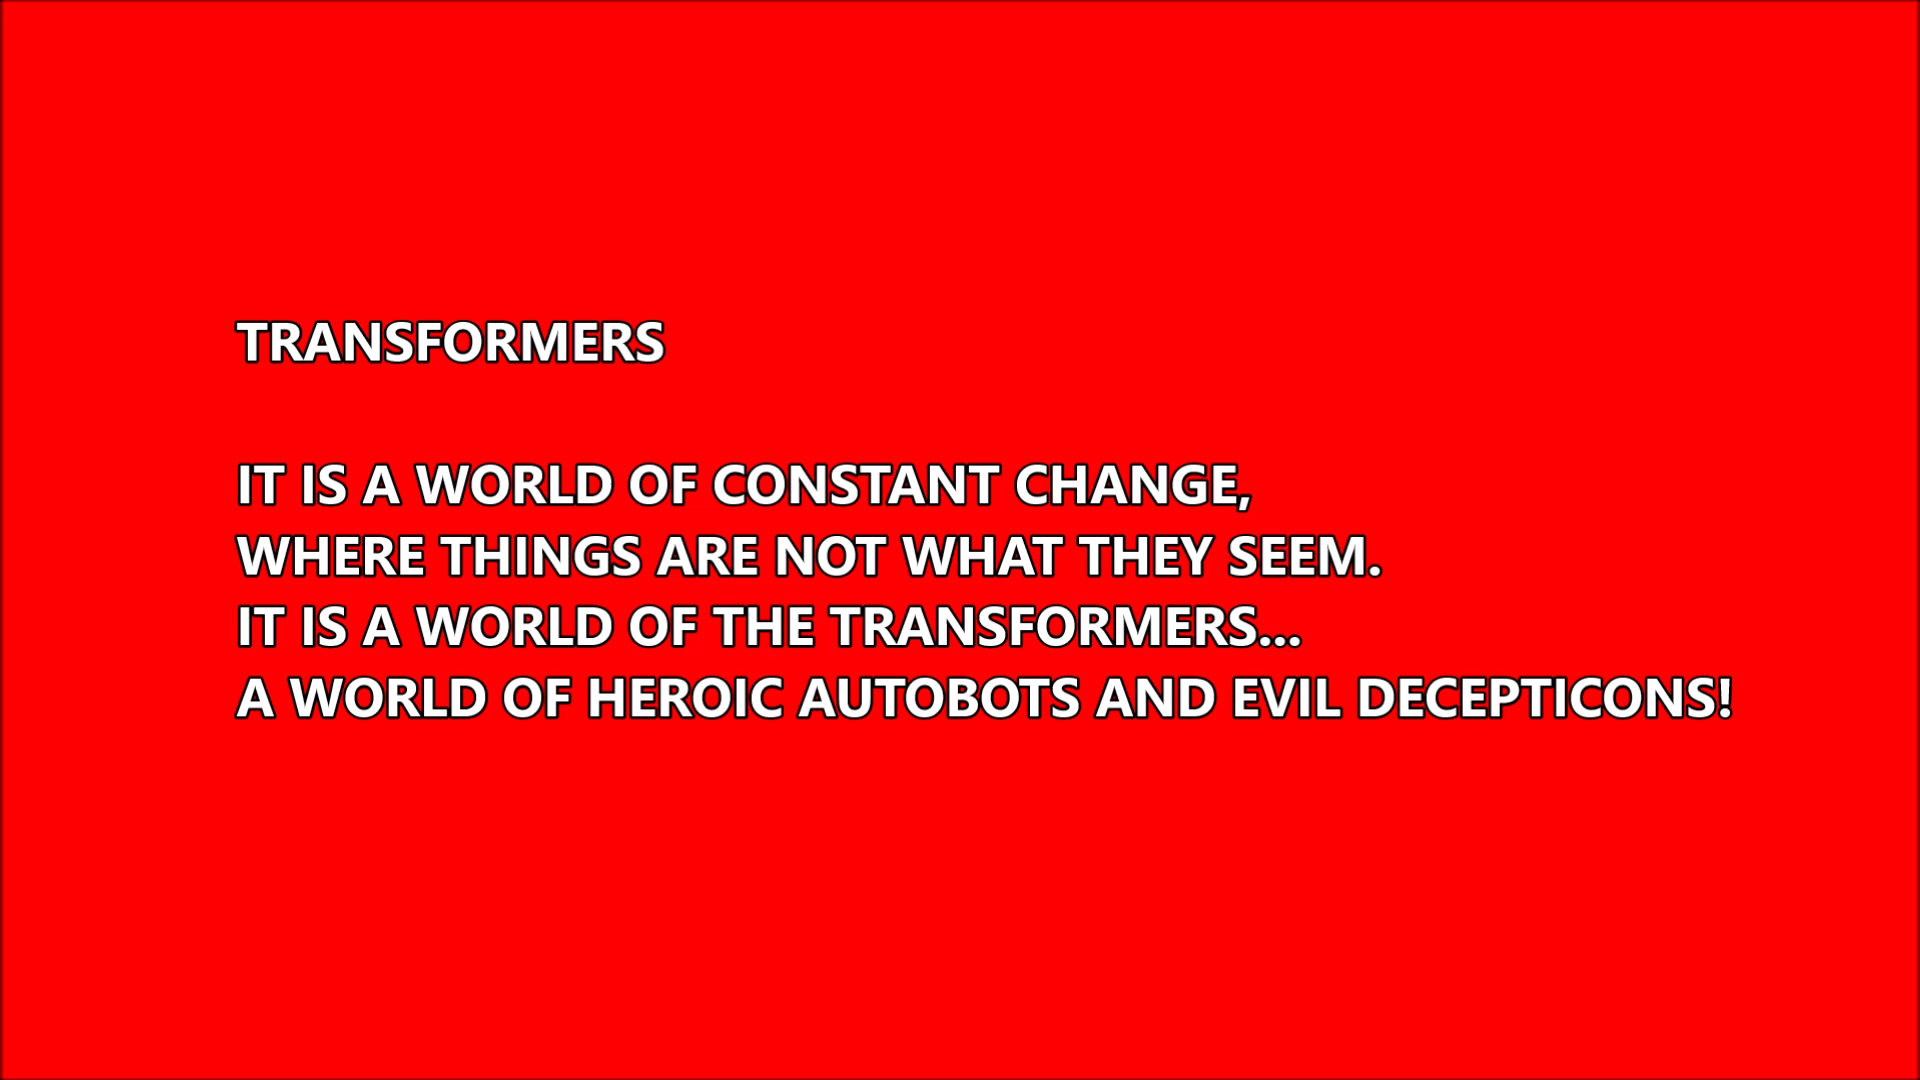 TRANSFORMERS
IT IS A WORLD OF CONSTANT CHANGE,
WHERE THINGS ARE NOT WHAT THEY SEEM.
IT IS A WORLD OF THE TRANSFORMERS...
A WORLD OF HEROIC AUTOBOTS AND EVIL DECEPTICONS!